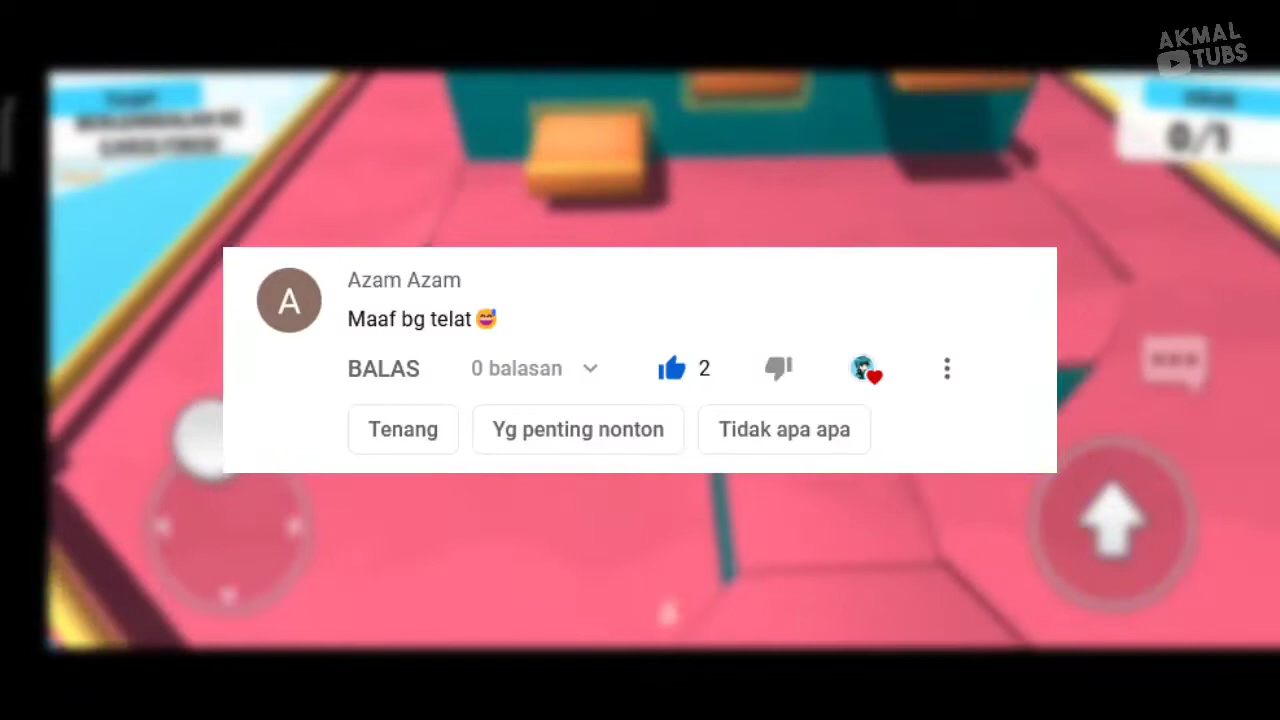 AKMAL
TUBS
0/1
Azam Azam
Maaf bg telat😅
BALAS 0 balasan 2
Tenang Yg penting nonton Tidak apa apa